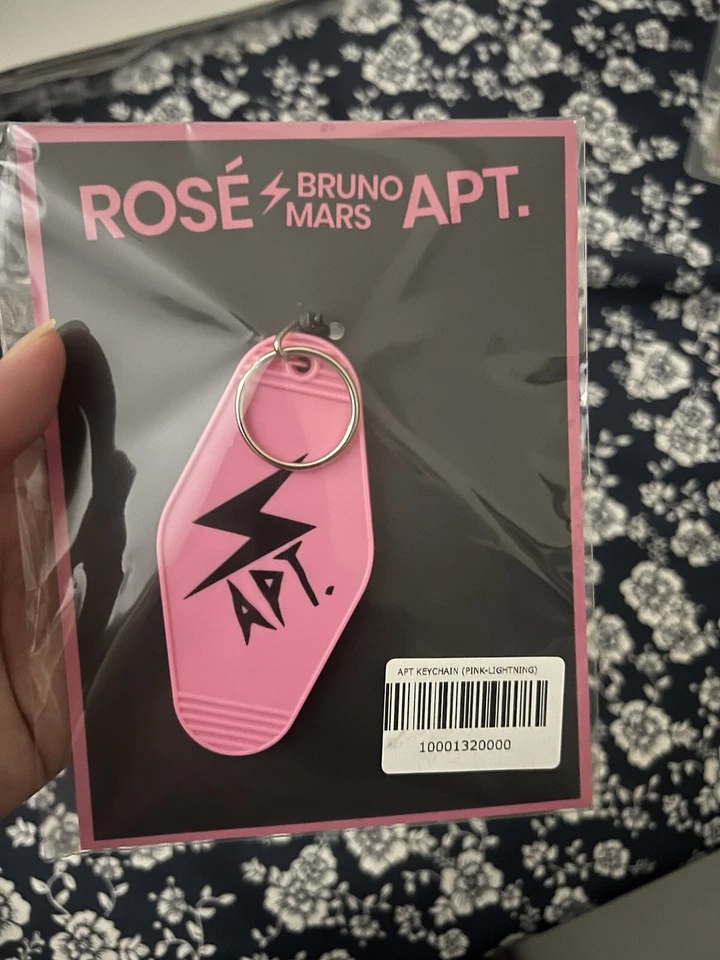 ROSÉ BRUNO MARS APT.
APT.
APT KEYCHAIN (PINK-LIGHTNING)
10001320000